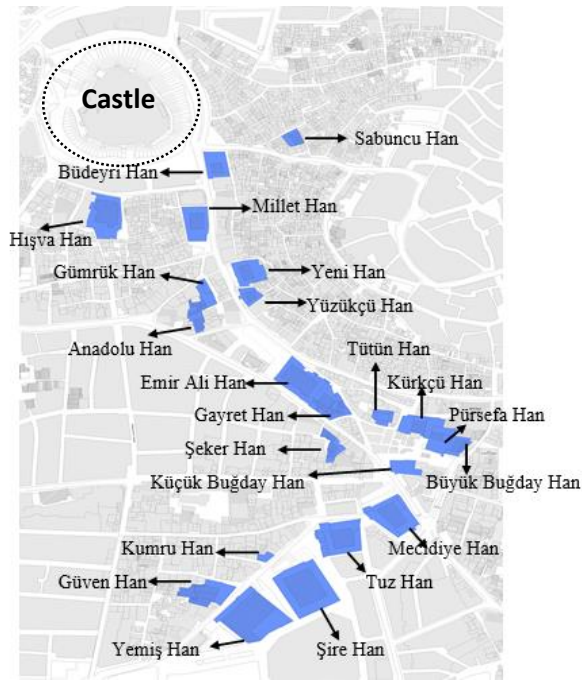 Castle
Sabuncu Han
Büdeyri Han
Millet Han
Hışva Han
Gümrük Han
Yeni Han
Yüzükçü Han
Anadolu Han
Tütün Han
Emir Ali Han
Kürkçü Han
Gayret Han
Pürsefa Han
Şeker Han
Küçük Buğday Han
Büyük Buğday Han
Kumru Han
Mecidiye Han
Güven Han
Tuz Han
Yemiş Han
Şire Han